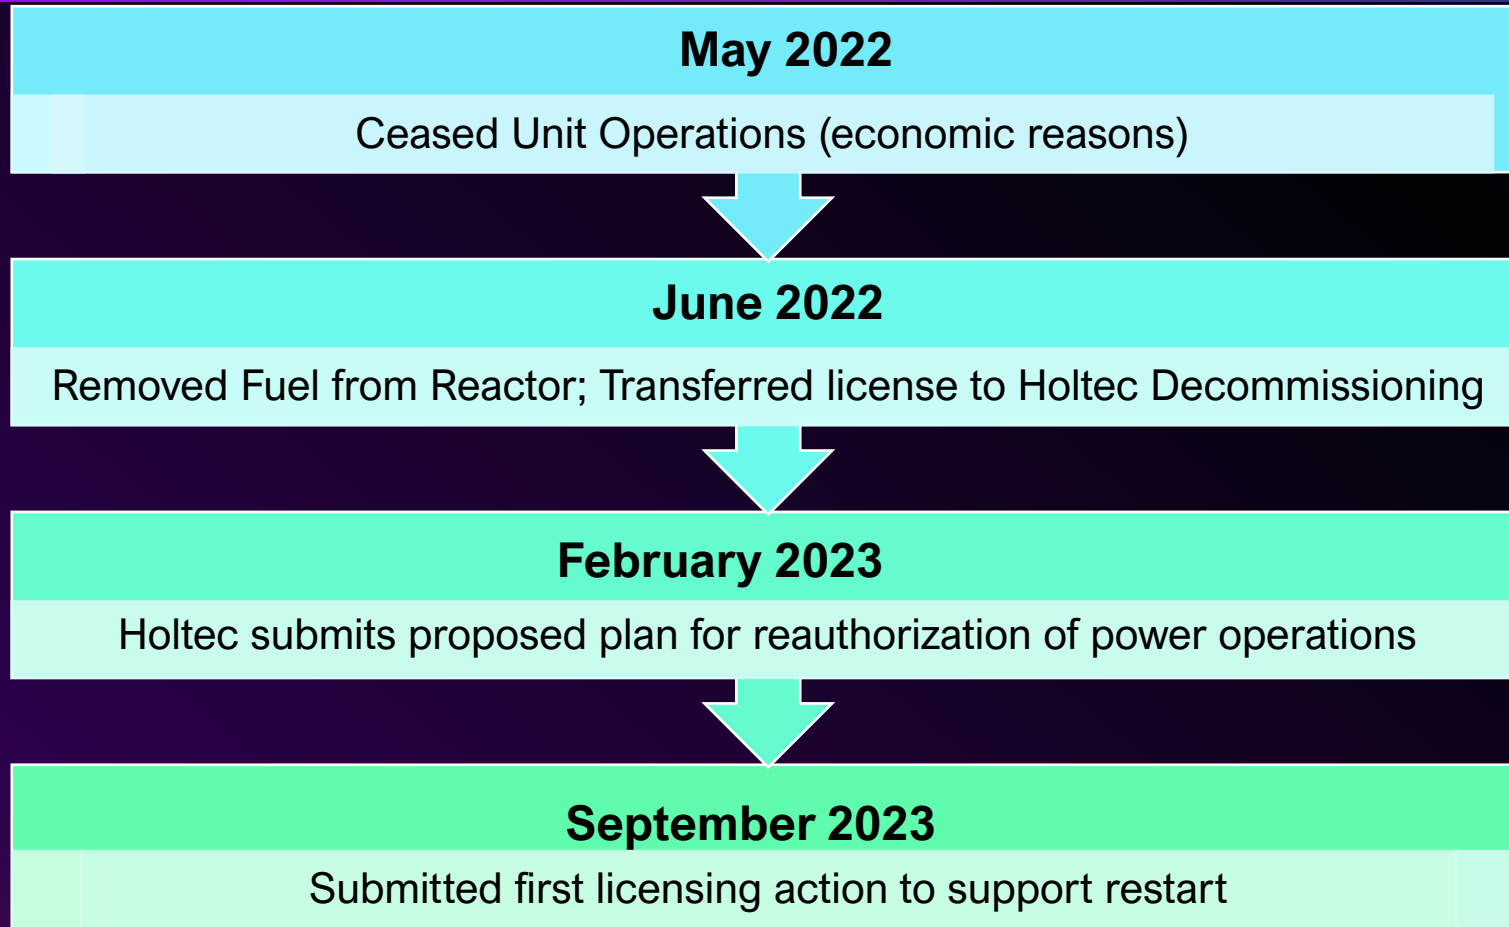 May 2022
Ceased Unit Operations (economic reasons)
June 2022
Removed Fuel from Reactor; Transferred license to Holtec Decommissioning
February 2023
Holtec submits proposed plan for reauthorization of power operations
September 2023
Submitted first licensing action to support restart